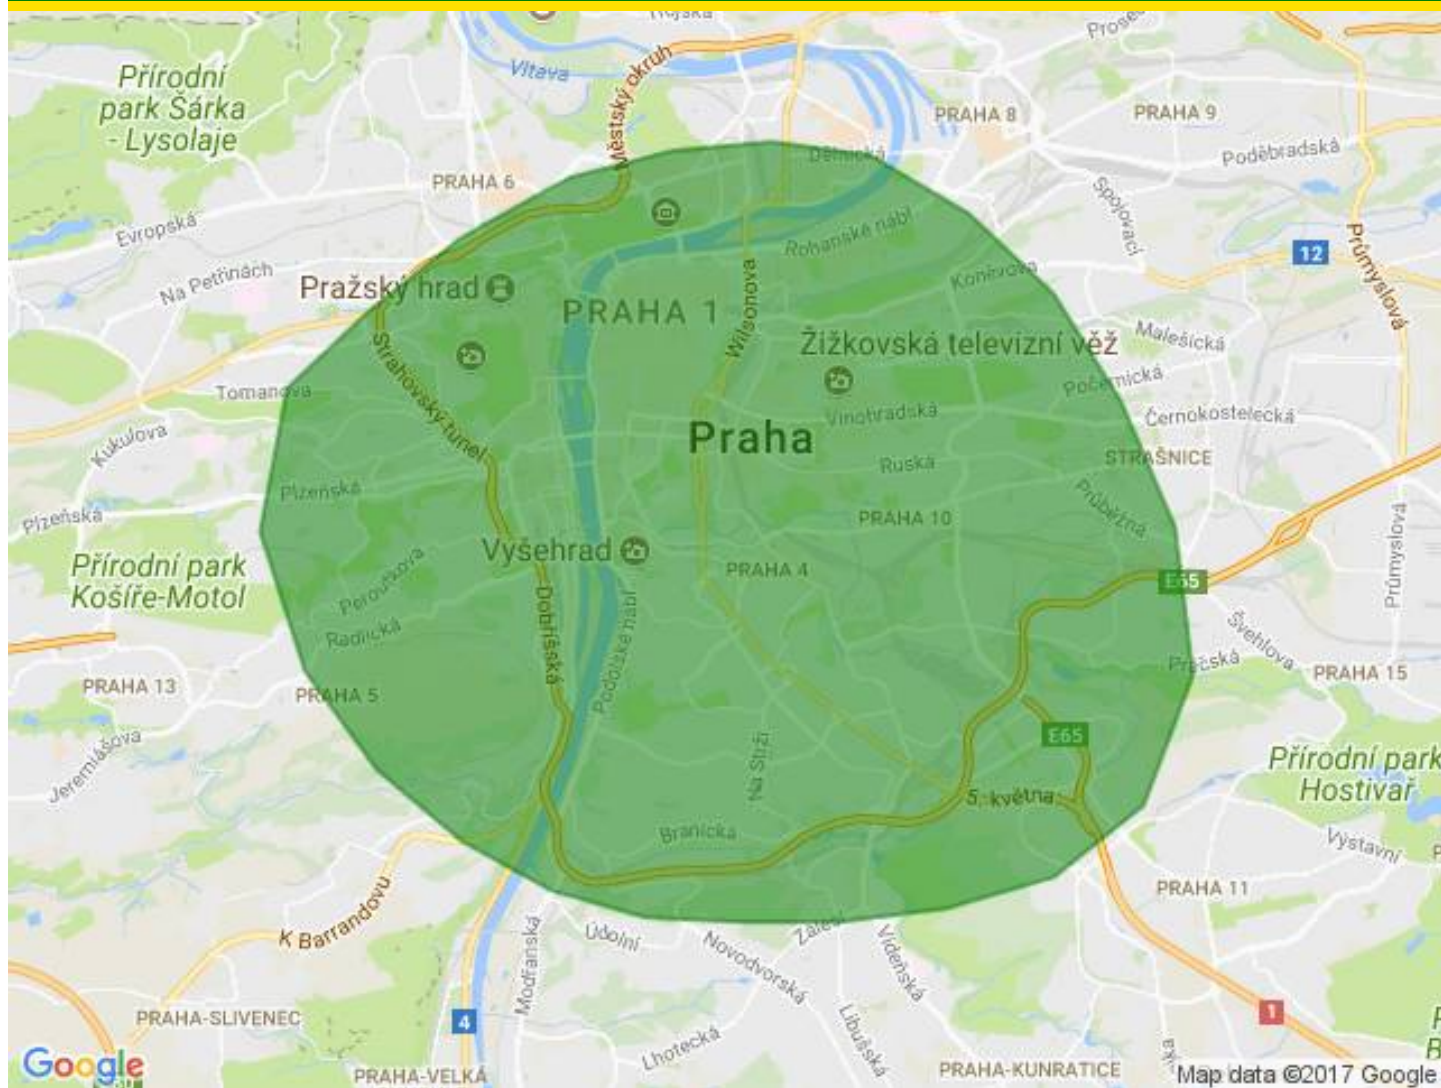 Vltava
Městský okruh
Přírodní
park Šárka
- Lysolaje
PRAHA 8
PRAHA 9
Dělnická
Poděbradská
PRAHA 6
Spojovací
Evropská
Rohanské nábř
12
Průmyslová
Na Petřinách
Koněvova
Pražský hrad
PRAHA 1
Wilsonova
Malešická
Žižkovská televizní věž
Strahovský tunel
Počernická
Tomanova
Vinohradská
Černokostelecká
Kukulova
Praha
STRAŠNICE
Ruská
Plzeňská
Průběžná
Plzeňská
PRAHA 10
Průmyslová
Vyšehrad
Přírodní park
Košíře-Motol
PRAHA 4
E65
Peroutkova
Dobříšská
Podolské nábř
Radlická
Švehlova
Pračská
PRAHA 15
PRAHA 13
PRAHA 5
E65
Jeremiášova
Na Strži
Přírodní park
Hostivař
5. května
Branická
Výstavní
PRAHA 11
K Barrandovu
Údolní
Zálesí
Modřanská
Novodvorská
Vídeňská
PRAHA-SLIVENEC
4
1
Libušská
Lhotecká
Google
PRAHA-VELKÁ
PRAHA-KUNRATICE
Map data ©2017 Google